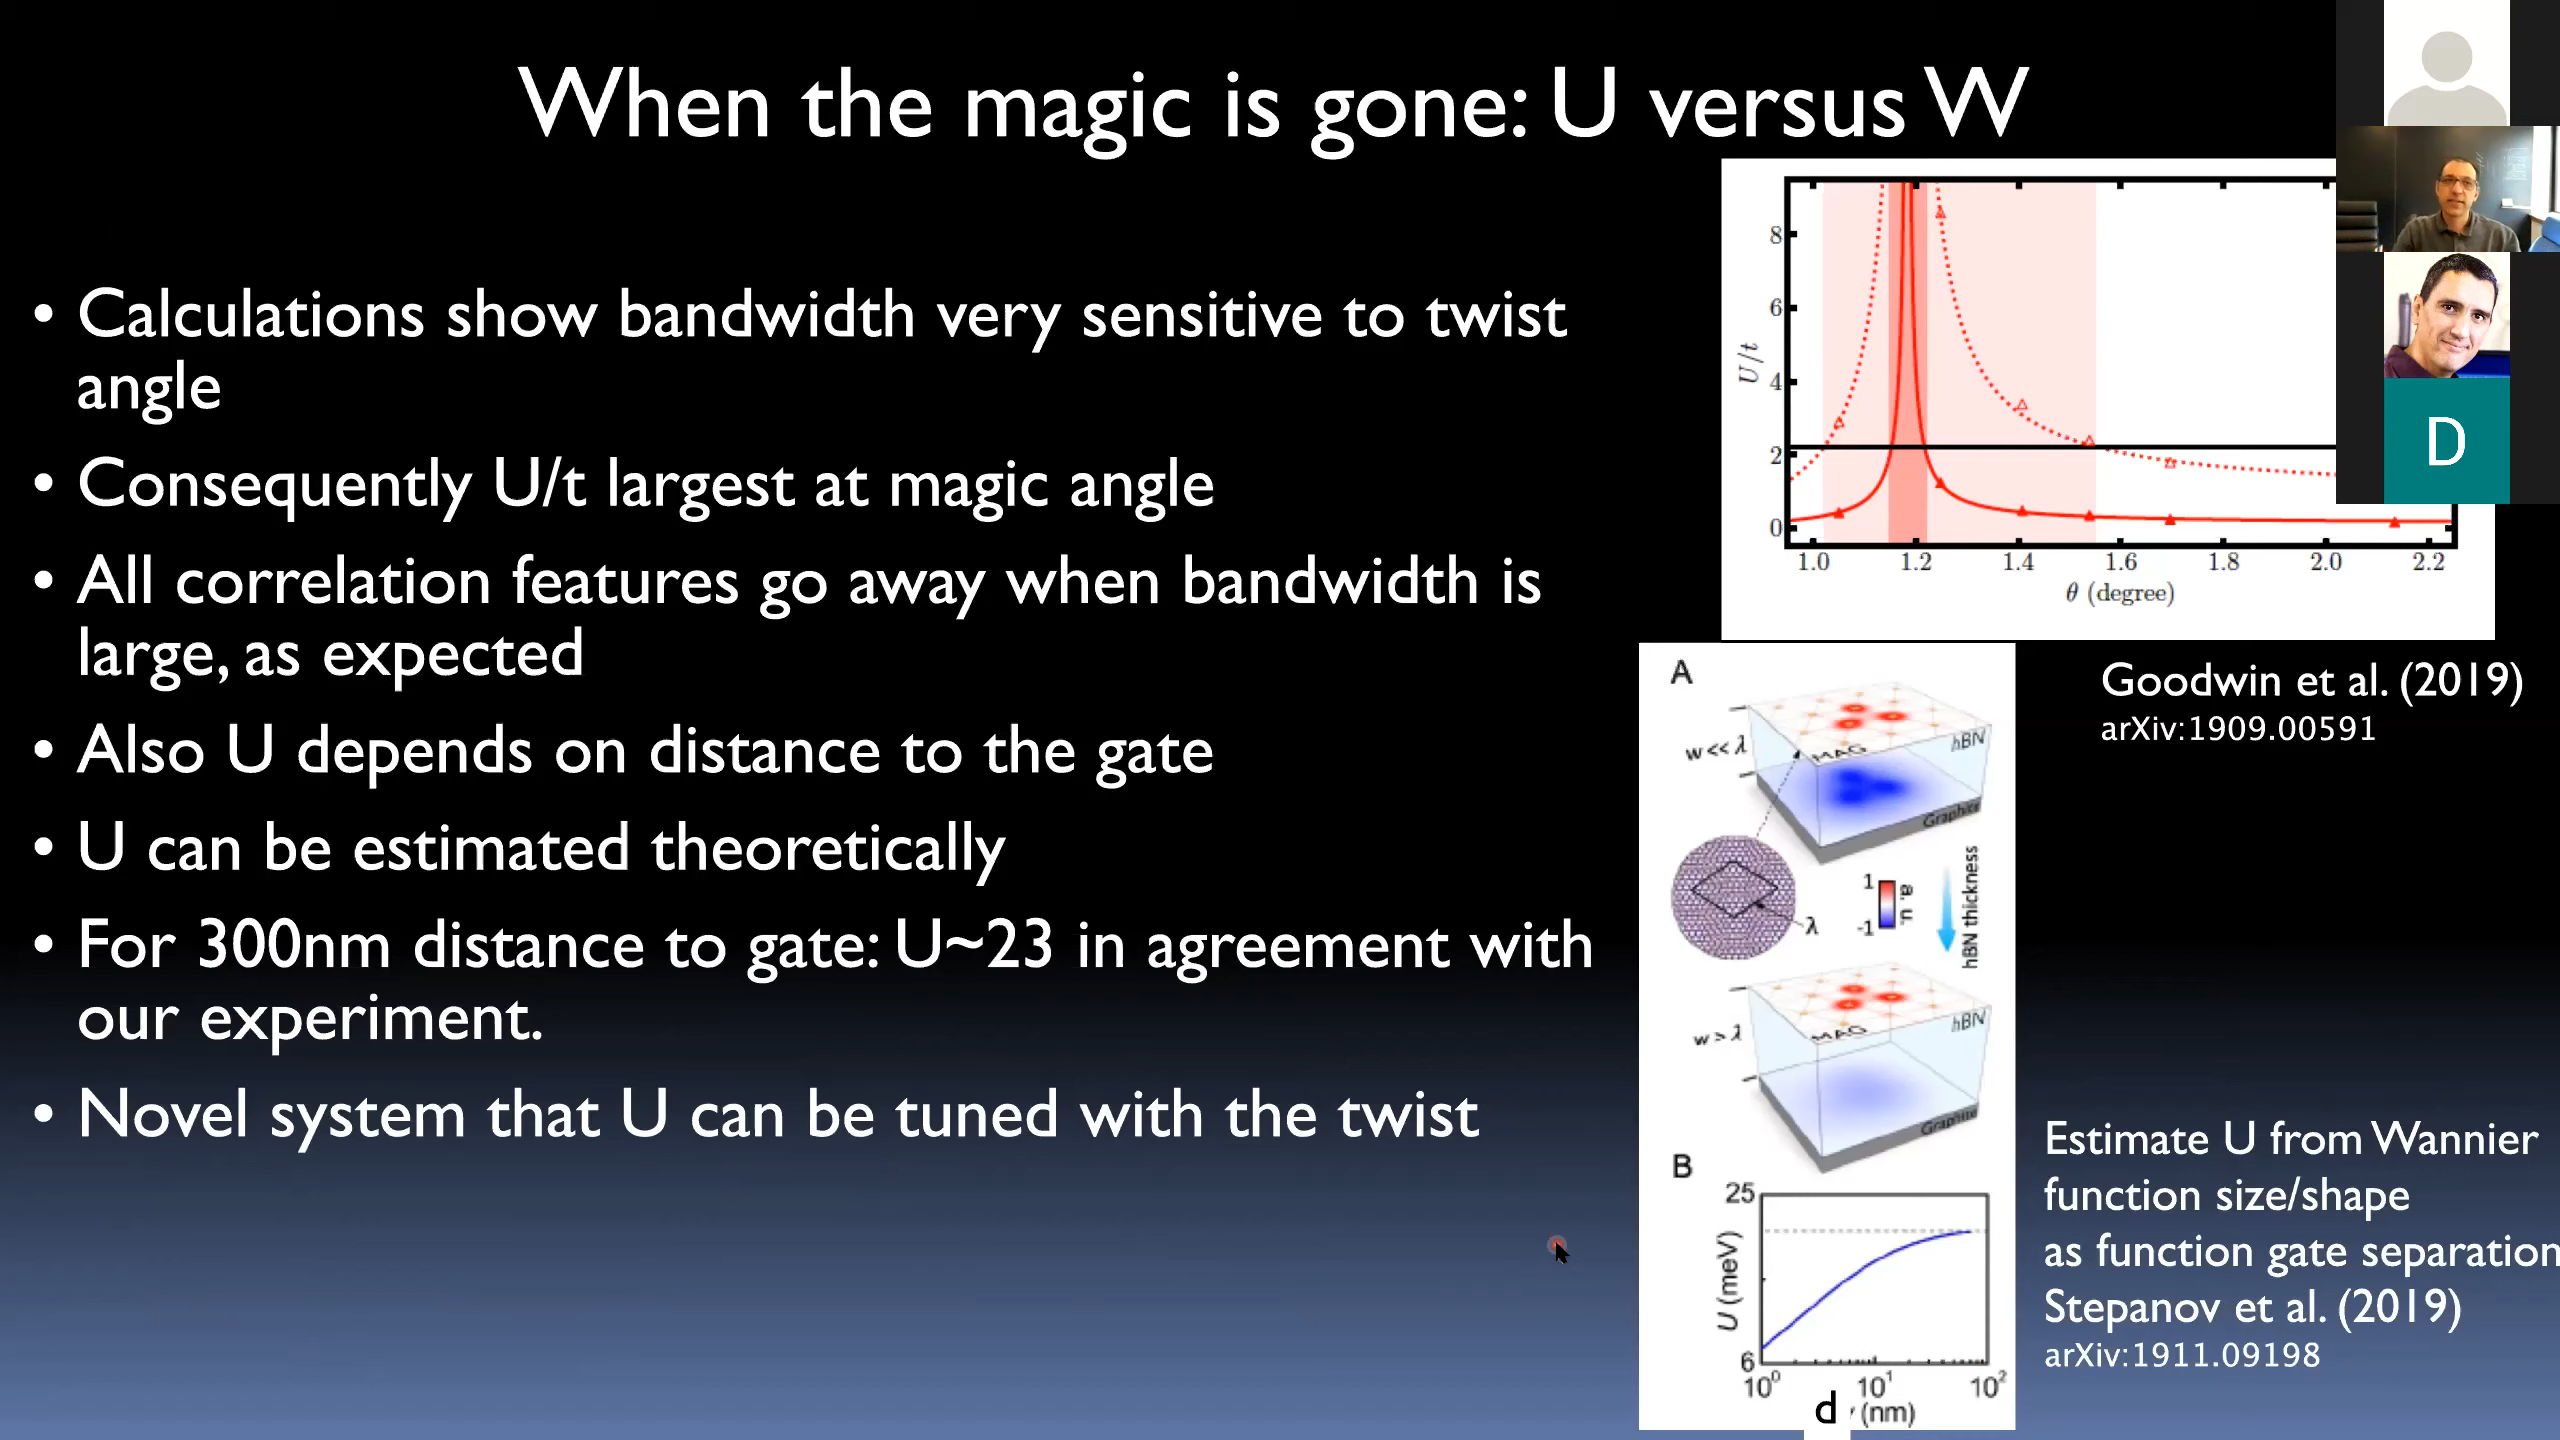 When the magic is gone: U versus W
• Calculations show bandwidth very sensitive to twist
angle
• Consequently U/t largest at magic angle
• All correlation features go away when bandwidth is
large, as expected
• Also U depends on distance to the gate
• U can be estimated theoretically
• For 300nm distance to gate: U~23 in agreement with
our experiment.
• Novel system that U can be tuned with the twist
U/t
8
6
4
2
0
1.0 1.2 1.4 1.6 1.8 2.0 2.2
θ (degree)
D
Goodwin et al. (2019)
arXiv:1909.00591
A
w << λ
MAG
hBN
Graphite
λ
1
-1
a. u.
hBN thickness
w > λ
MAG
hBN
Graphite
B
25
U (meV)
6
10⁰ 10¹ 10²
d (nm)
Estimate U from Wannier
function size/shape
as function gate separation
Stepanov et al. (2019)
arXiv:1911.09198